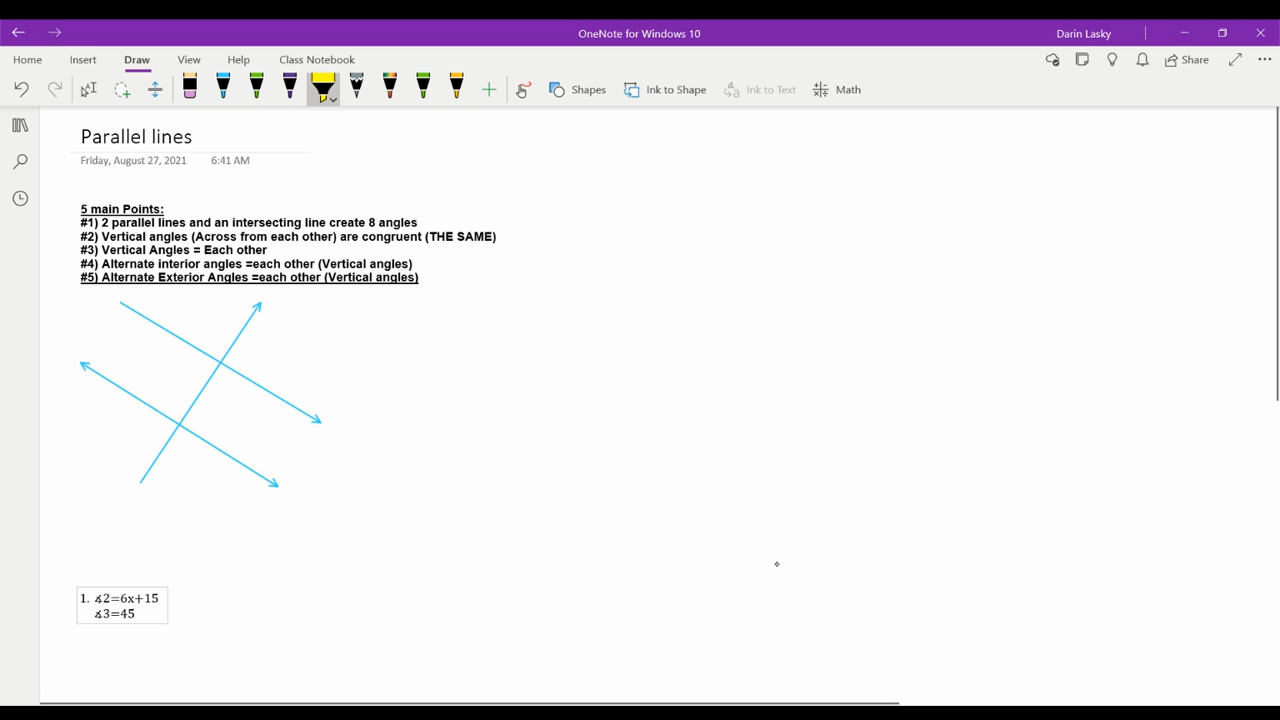 OneNote for Windows 10
Darin Lasky
Home Insert Draw View Help Class Notebook
Share
Shapes Ink to Shape Ink to Text Math
Parallel lines
Friday, August 27, 2021 6:41 AM
5 main Points:
#1) 2 parallel lines and an intersecting line create 8 angles
#2) Vertical angles (Across from each other) are congruent (THE SAME)
#3) Vertical Angles = Each other
#4) Alternate interior angles =each other (Vertical angles)
#5) Alternate Exterior Angles =each other (Vertical angles)
1. ∡2=6x+15
∡3=45